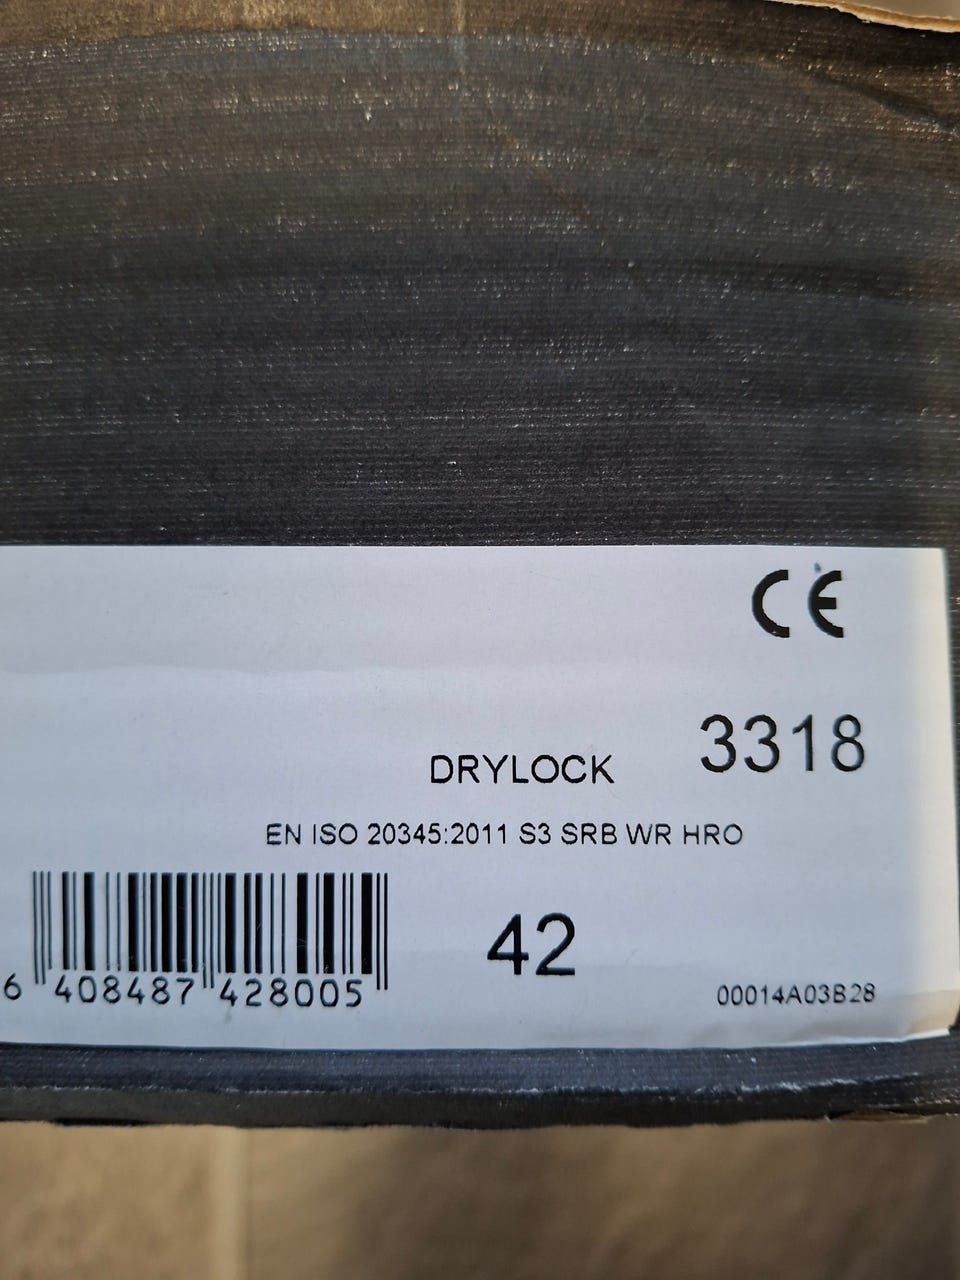 CE
3318
DRYLOCK
EN ISO 20345:2011 S3 SRB WR HRO
42
6 408487 428005
00014A03B28